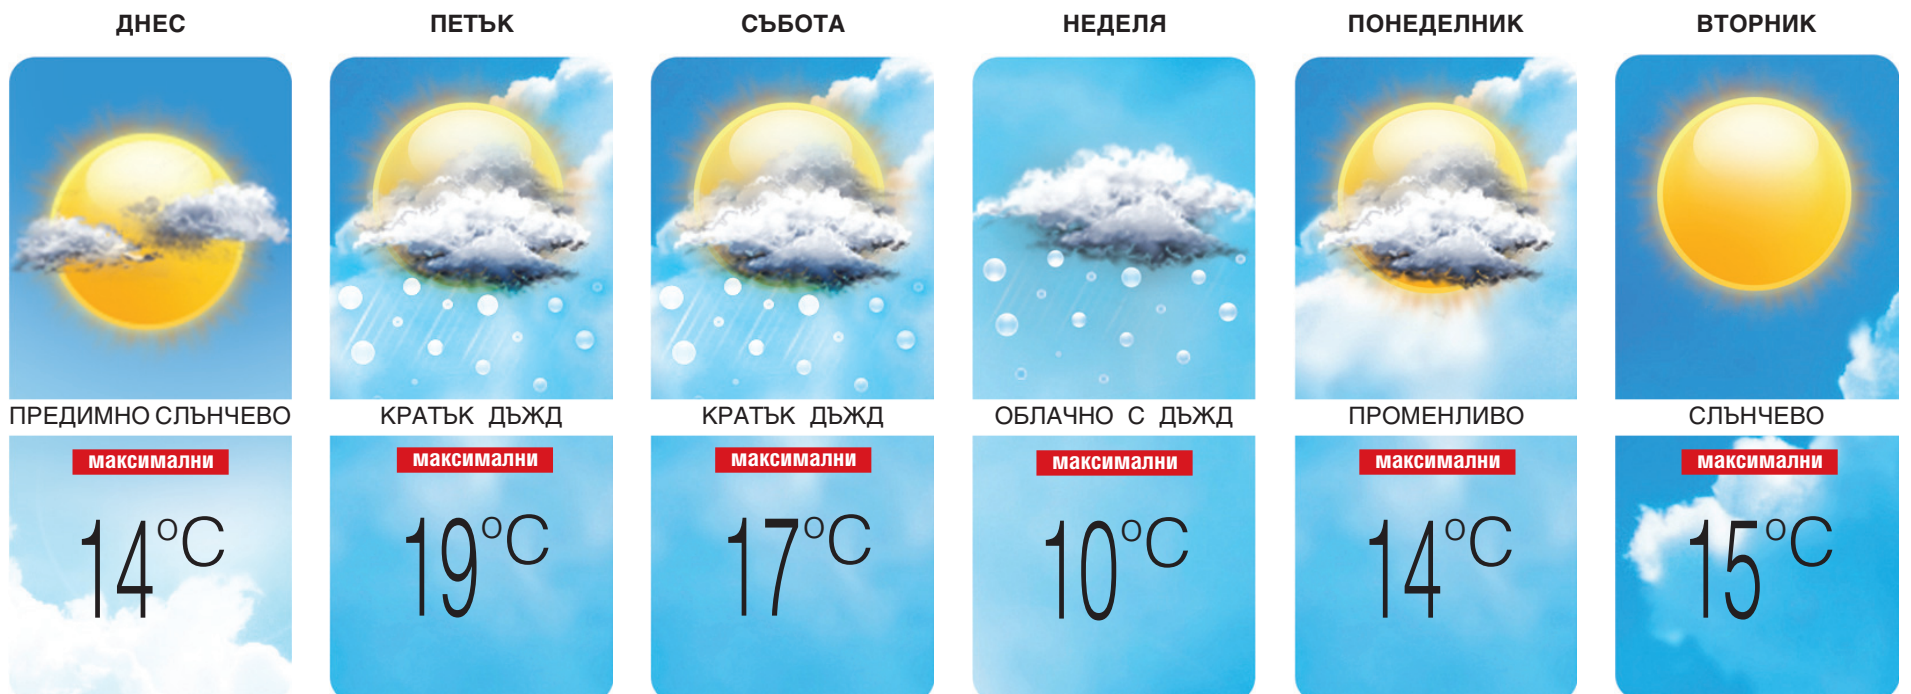 ДНЕС
ПЕТЪК
СЪБОТА
НЕДЕЛЯ
ПОНЕДЕЛНИК
ВТОРНИК
ПРЕДИМНО СЛЪНЧЕВО
КРАТЪК ДЪЖД
КРАТЪК ДЪЖД
ОБЛАЧНО С ДЪЖД
ПРОМЕНЛИВО
СЛЪНЧЕВО
максимални
максимални
максимални
максимални
максимални
максимални
14°C
19°C
17°C
10°C
14°C
15°C